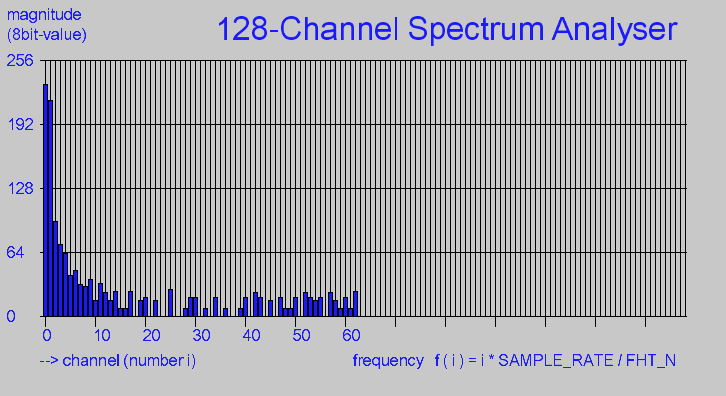 magnitude
(8bit-value)
128-Channel Spectrum Analyser
256
192
128
64
0
0 10 20 30 40 50 60
--> channel (number i)
frequency f ( i ) = i * SAMPLE_RATE / FHT_N